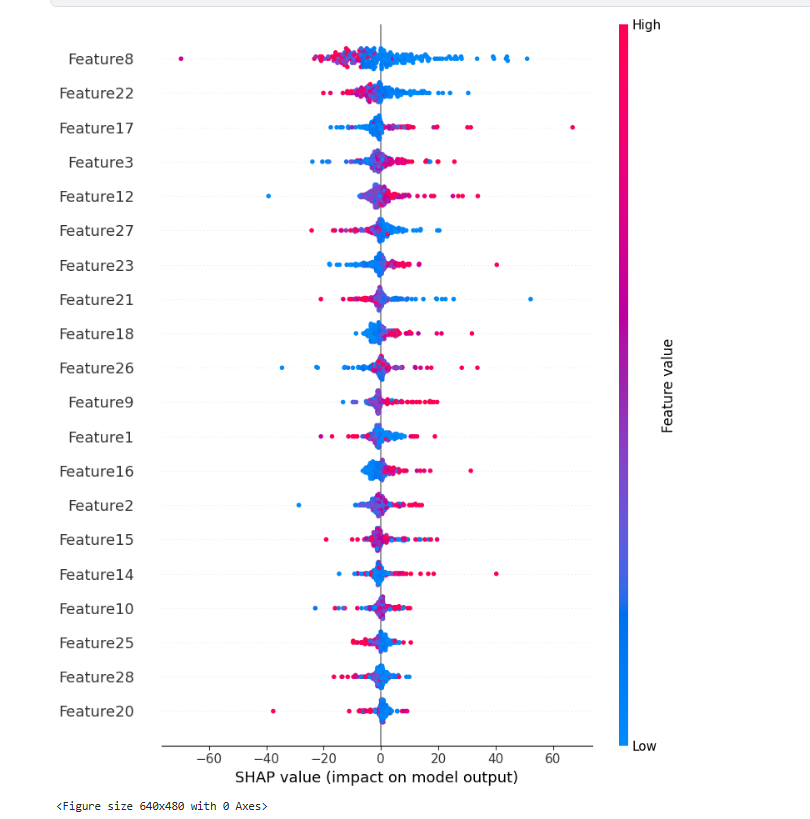 High
Feature8
Feature22
Feature17
Feature3
Feature12
Feature27
Feature23
Feature21
Feature18
Feature26
Feature9
Feature1
Feature16
Feature2
Feature15
Feature14
Feature10
Feature25
Feature28
Feature20
Feature value
Low
−60 −40 −20 0 20 40 60
SHAP value (impact on model output)
<Figure size 640x480 with 0 Axes>